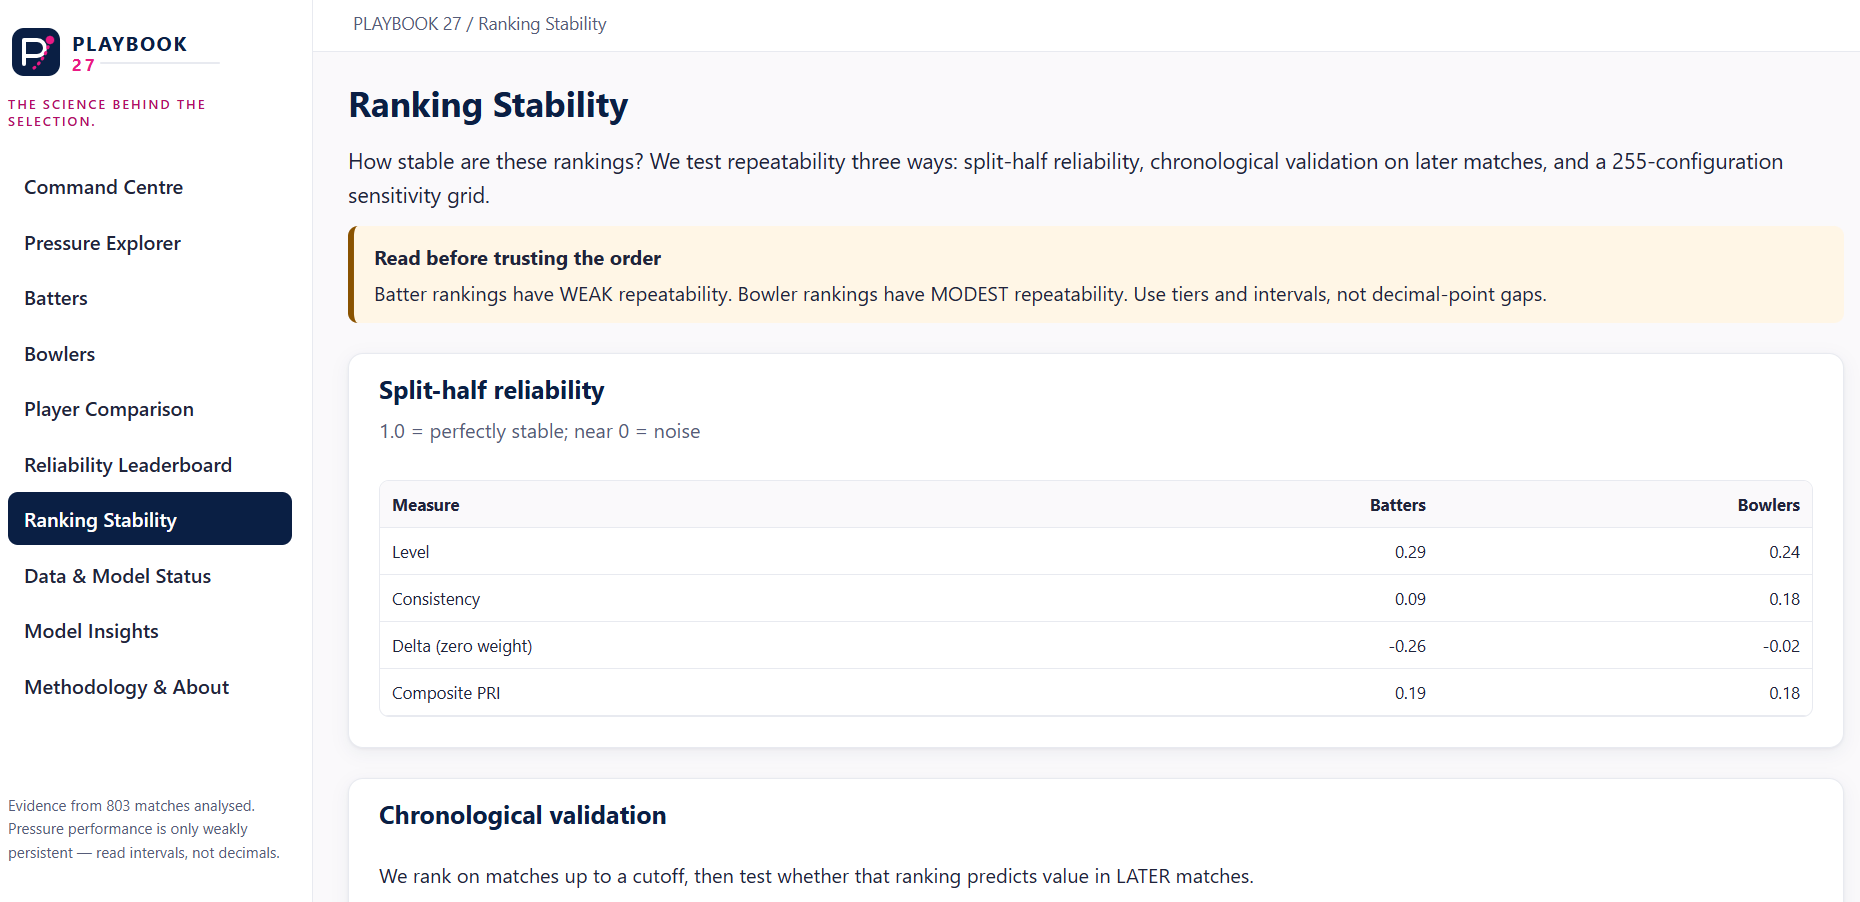 PLAYBOOK
27
THE SCIENCE BEHIND THE
SELECTION.
Command Centre
Pressure Explorer
Batters
Bowlers
Player Comparison
Reliability Leaderboard
Ranking Stability
Data & Model Status
Model Insights
Methodology & About
Evidence from 803 matches analysed.
Pressure performance is only weakly
persistent — read intervals, not decimals.
PLAYBOOK 27 / Ranking Stability
Ranking Stability
How stable are these rankings? We test repeatability three ways: split-half reliability, chronological validation on later matches, and a 255-configuration
sensitivity grid.
Read before trusting the order
Batter rankings have WEAK repeatability. Bowler rankings have MODEST repeatability. Use tiers and intervals, not decimal-point gaps.
Split-half reliability
1.0 = perfectly stable; near 0 = noise
Measure Batters Bowlers
Level 0.29 0.24
Consistency 0.09 0.18
Delta (zero weight) -0.26 -0.02
Composite PRI 0.19 0.18
Chronological validation
We rank on matches up to a cutoff, then test whether that ranking predicts value in LATER matches.